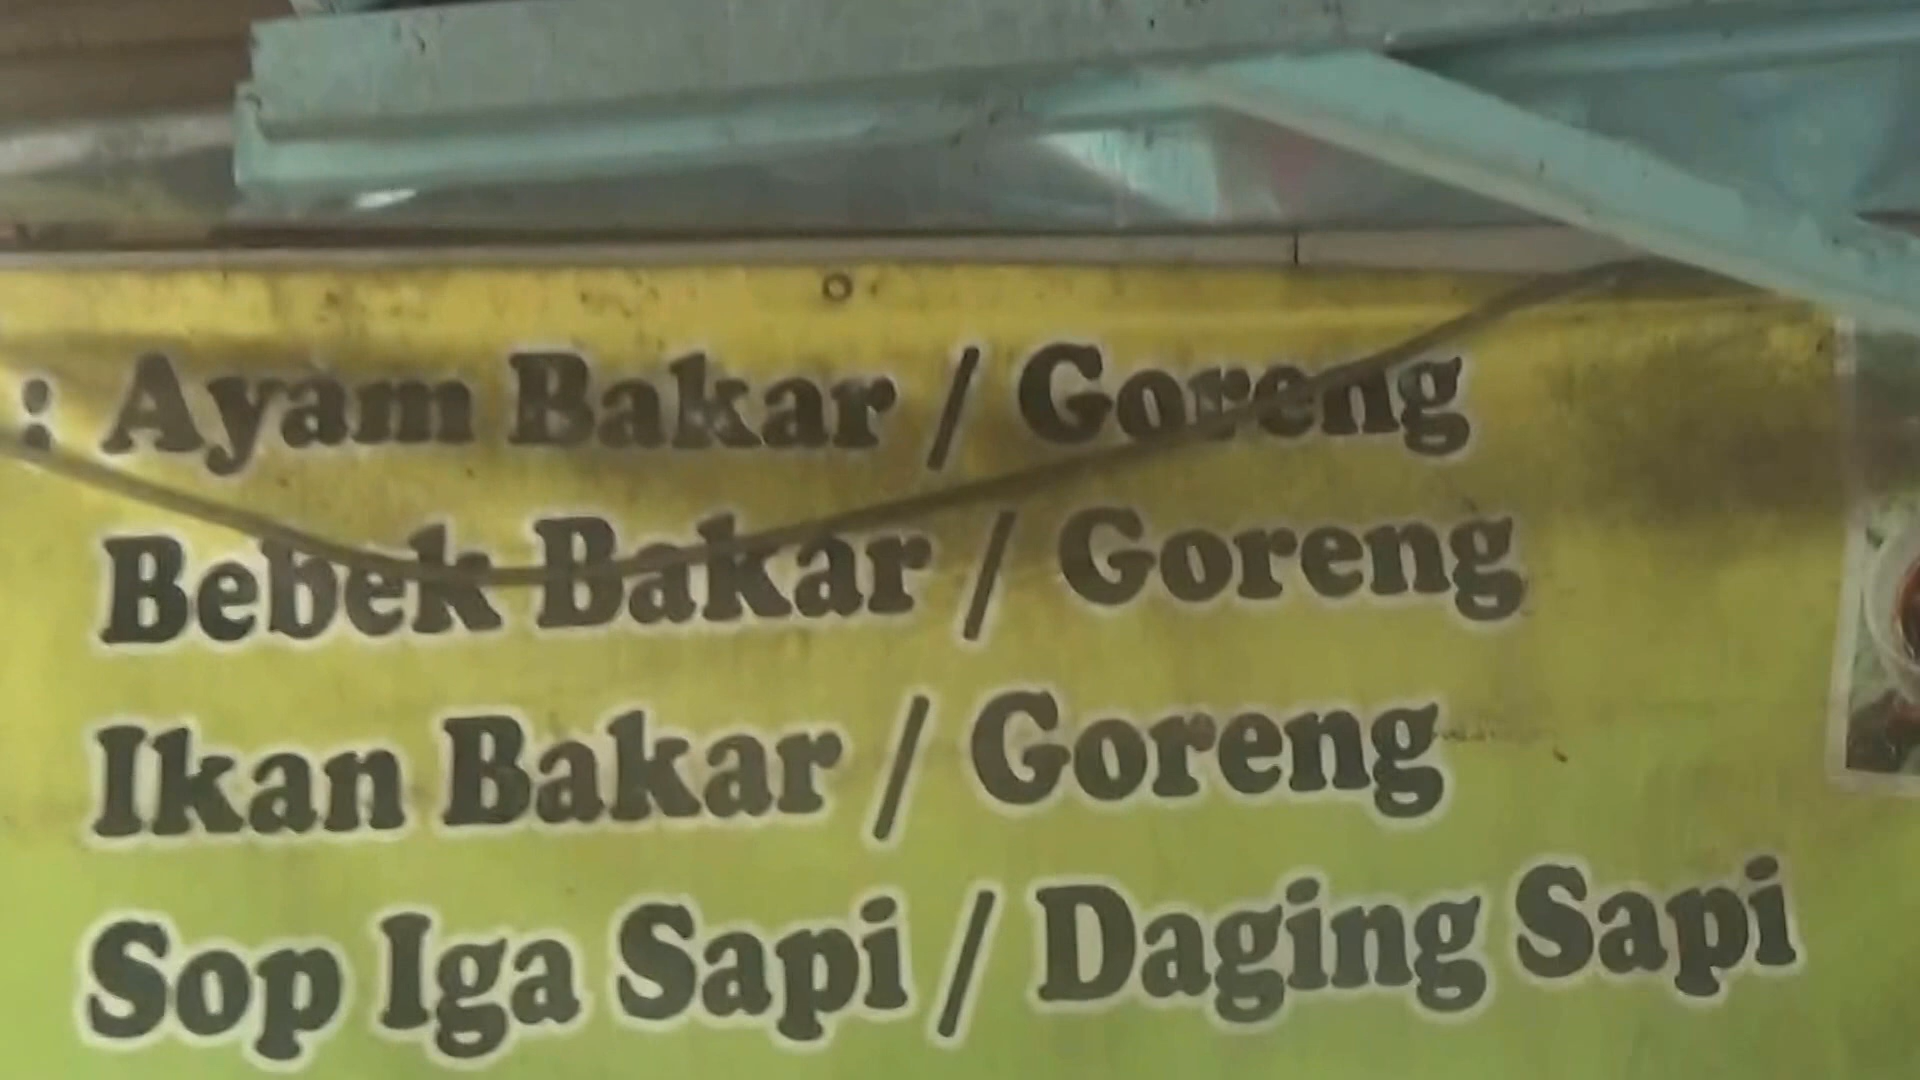 : Ayam Bakar / Goreng
Bebek Bakar / Goreng
Ikan Bakar / Goreng
Sop Iga Sapi / Daging Sapi